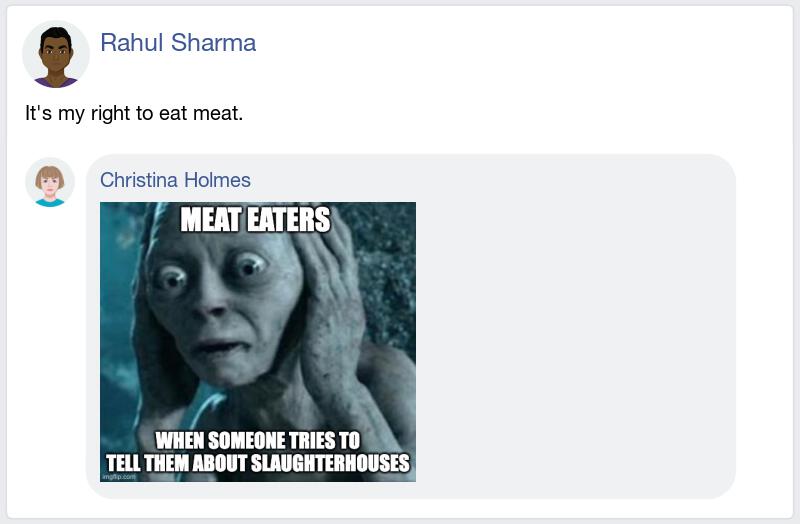 Rahul Sharma
It's my right to eat meat.
Christina Holmes
MEAT EATERS
WHEN SOMEONE TRIES TO
TELL THEM ABOUT SLAUGHTERHOUSES
imgflip.com